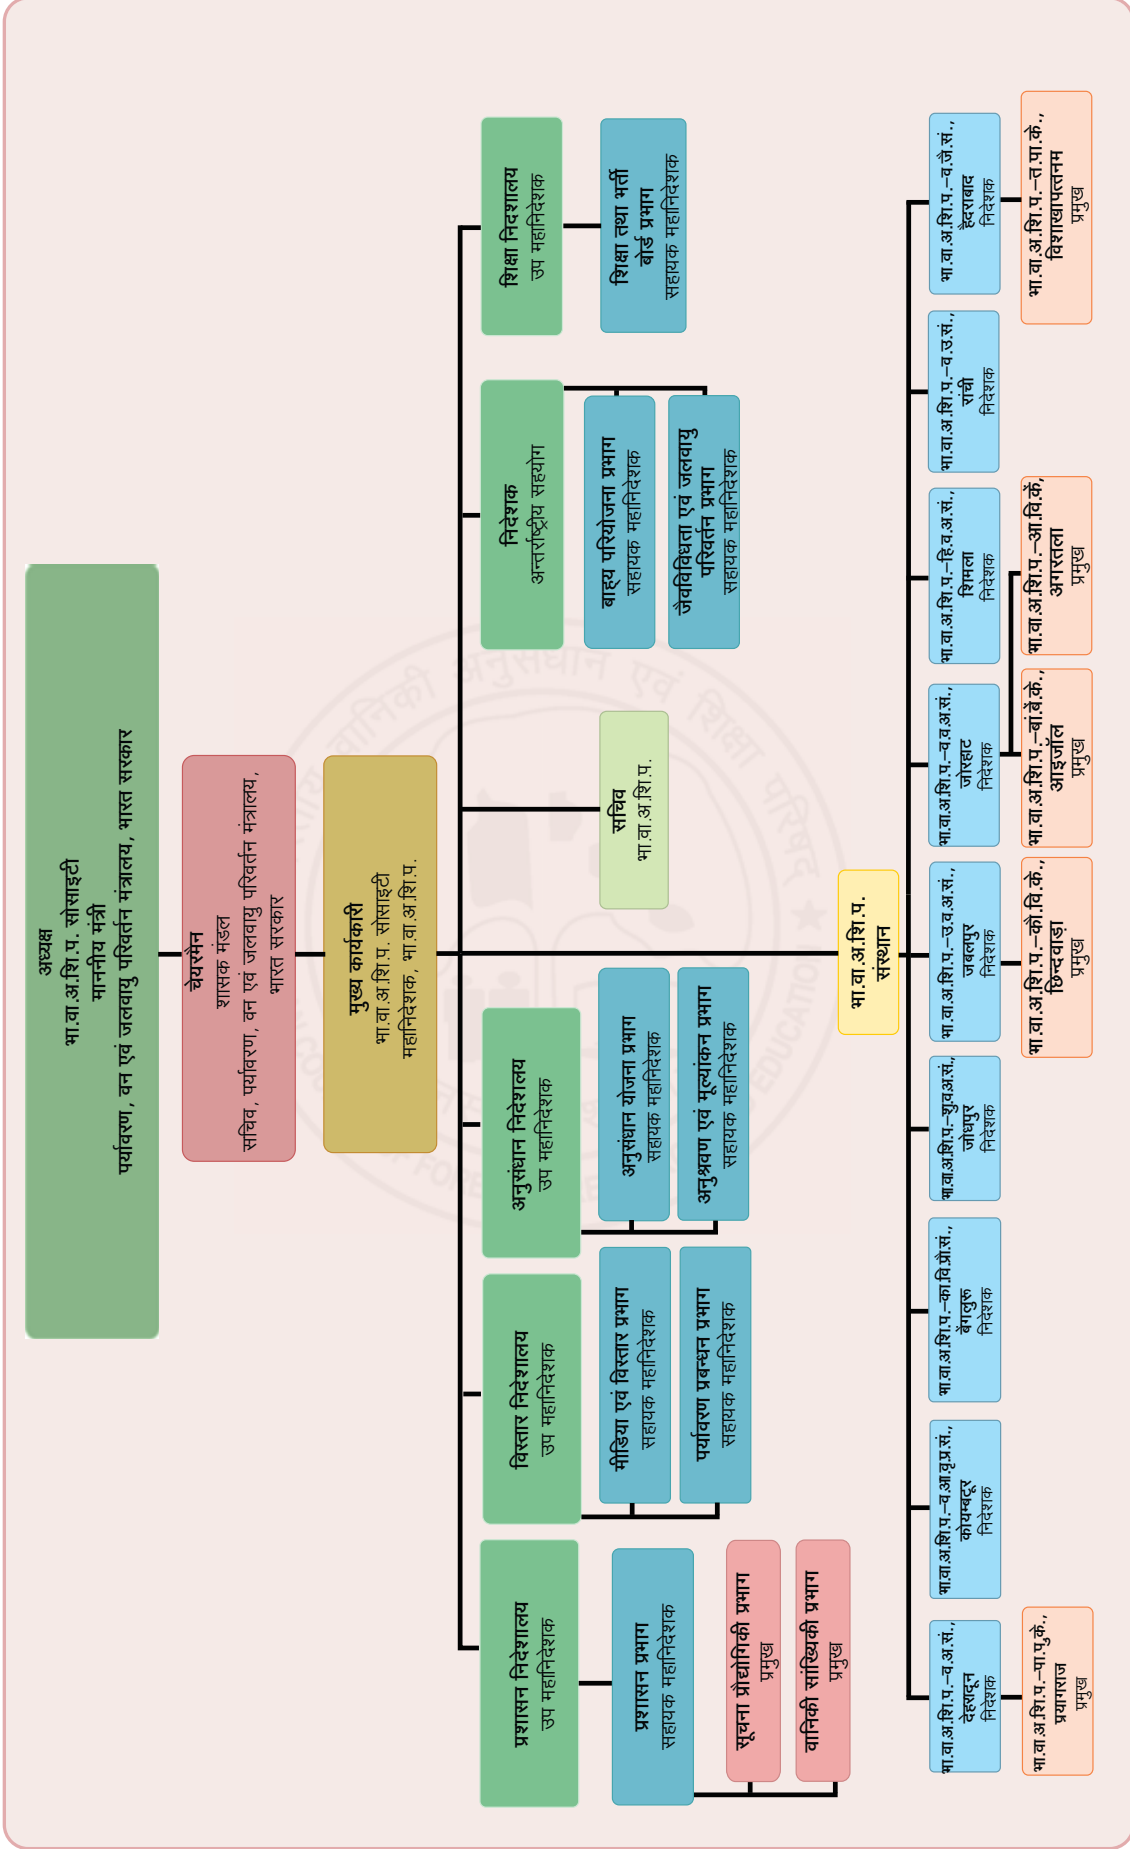 अध्यक्ष
भा.वा.अ.शि.प. सोसाइटी
माननीय मंत्री
पर्यावरण, वन एवं जलवायु परिवर्तन मंत्रालय, भारत सरकार
चेयरमैन
शासक मंडल
सचिव, पर्यावरण, वन एवं जलवायु परिवर्तन मंत्रालय,
भारत सरकार
मुख्य कार्यकारी
भा.वा.अ.शि.प. सोसाइटी
महानिदेशक, भा.वा.अ.शि.प.
प्रशासन निदेशालय
उप महानिदेशक
प्रशासन प्रभाग
सहायक महानिदेशक
सूचना प्रौद्योगिकी प्रभाग
प्रमुख
वानिकी सांख्यिकी प्रभाग
प्रमुख
विस्तार निदेशालय
उप महानिदेशक
मीडिया एवं विस्तार प्रभाग
सहायक महानिदेशक
पर्यावरण प्रबन्धन प्रभाग
सहायक महानिदेशक
अनुसंधान निदेशालय
उप महानिदेशक
अनुसंधान योजना प्रभाग
सहायक महानिदेशक
अनुश्रवण एवं मूल्यांकन प्रभाग
सहायक महानिदेशक
सचिव
भा.वा.अ.शि.प.
निदेशक
अन्तर्राष्ट्रीय सहयोग
बाह्य परियोजना प्रभाग
सहायक महानिदेशक
जैवविविधता एवं जलवायु
परिवर्तन प्रभाग
सहायक महानिदेशक
शिक्षा निदशालय
उप महानिदेशक
शिक्षा तथा भर्ती
बोर्ड प्रभाग
सहायक महानिदेशक
भा.वा.अ.शि.प.
संस्थान
भा.वा.अ.शि.प.–व.अ.सं.,
देहरादून
निदेशक
भा.वा.अ.शि.प.–पा.पु.के.,
प्रयागराज
प्रमुख
भा.वा.अ.शि.प.–व.आ.वृ.प्र.सं.,
कोयम्बटूर
निदेशक
भा.वा.अ.शि.प.–का.वि.प्रौ.सं.,
बेंगलुरू
निदेशक
भा.वा.अ.शि.प.–शु.व.अ.सं.,
जोधपुर
निदेशक
भा.वा.अ.शि.प.–उ.व.अ.सं.,
जबलपुर
निदेशक
भा.वा.अ.शि.प.–कौ.वि.के.,
छिन्दवाड़ा
प्रमुख
भा.वा.अ.शि.प.–व.व.अ.सं.,
जोरहाट
निदेशक
भा.वा.अ.शि.प.–बां.बें.के.,
आइजॉल
प्रमुख
भा.वा.अ.शि.प.–आ.वि.कें,
अगरतला
प्रमुख
भा.वा.अ.शि.प.–हि.व.अ.सं.,
शिमला
निदेशक
भा.वा.अ.शि.प.–व.उ.सं.,
रांची
निदेशक
भा.वा.अ.शि.प.–व.जै.सं.,
हैदराबाद
निदेशक
भा.वा.अ.शि.प.–त.पा.के.,
विशाखापत्तनम
प्रमुख